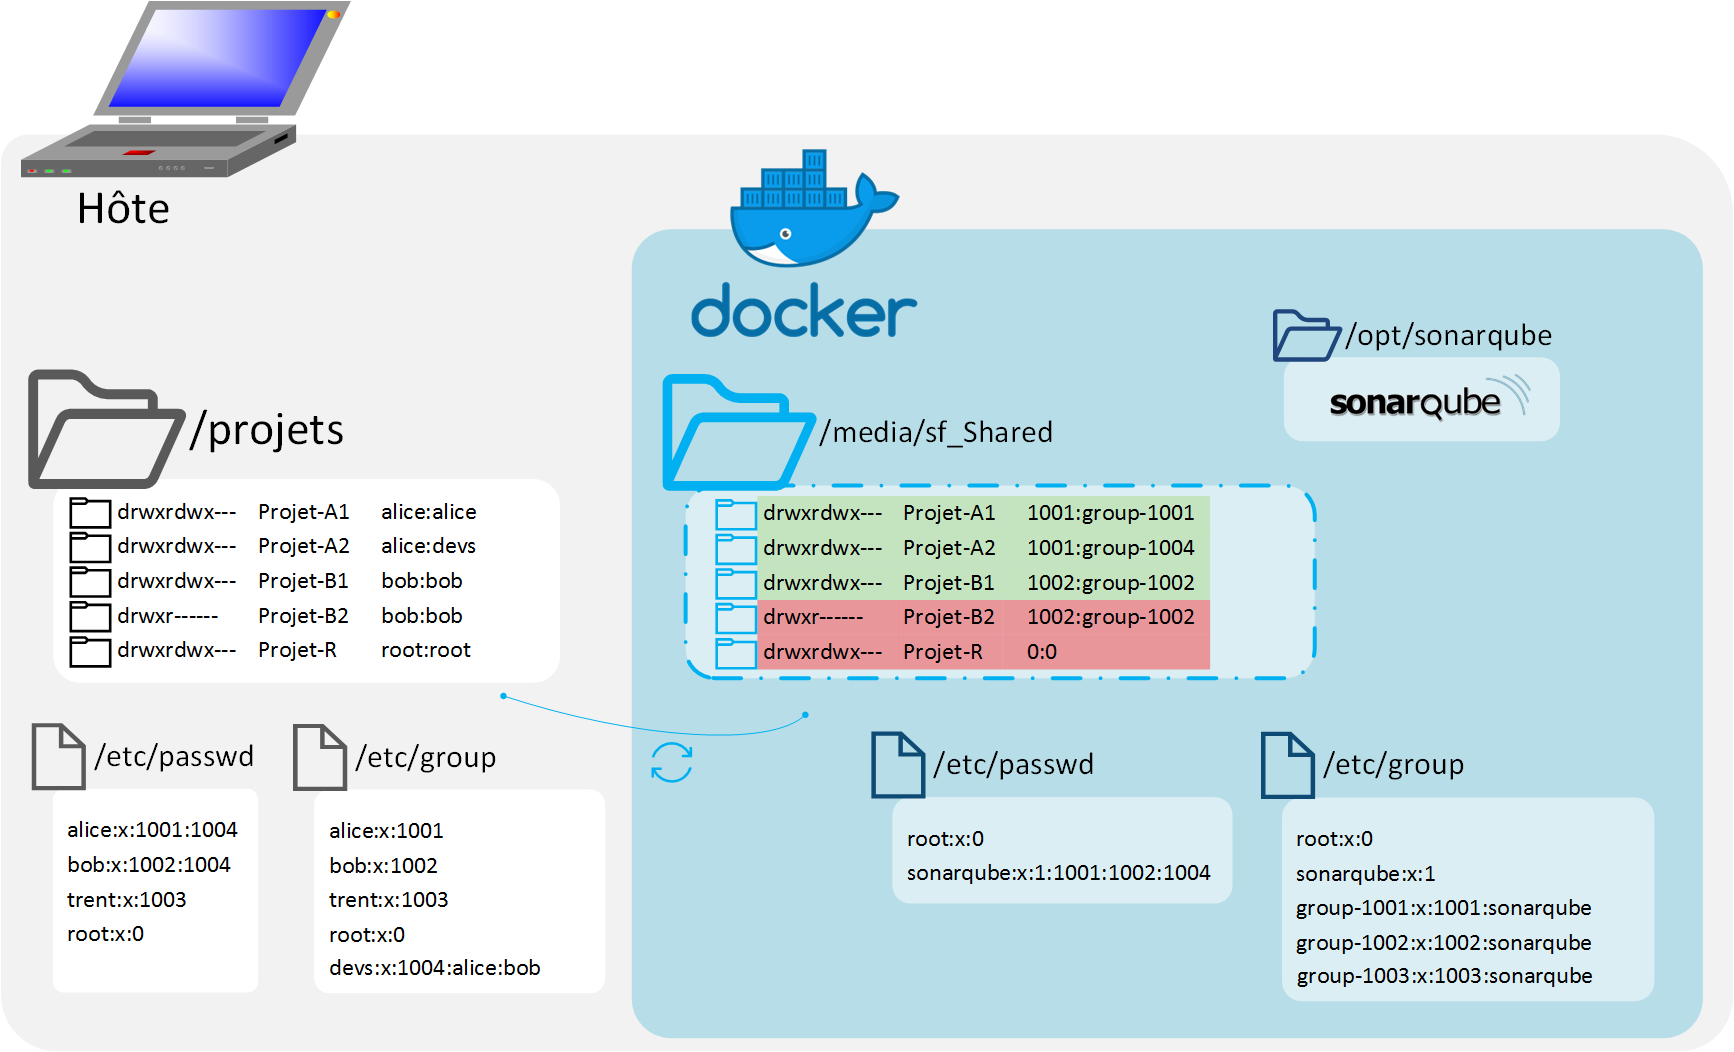 Hôte
docker
/opt/sonarqube
sonarqube
/projets
drwxrdwx--- Projet-A1 alice:alice
drwxrdwx--- Projet-A2 alice:devs
drwxrdwx--- Projet-B1 bob:bob
drwxr------ Projet-B2 bob:bob
drwxrdwx--- Projet-R root:root
/media/sf_Shared
drwxrdwx--- Projet-A1 1001:group-1001
drwxrdwx--- Projet-A2 1001:group-1004
drwxrdwx--- Projet-B1 1002:group-1002
drwxr------ Projet-B2 1002:group-1002
drwxrdwx--- Projet-R 0:0
/etc/passwd
alice:x:1001:1004
bob:x:1002:1004
trent:x:1003
root:x:0
/etc/group
alice:x:1001
bob:x:1002
trent:x:1003
root:x:0
devs:x:1004:alice:bob
/etc/passwd
root:x:0
sonarqube:x:1:1001:1002:1004
/etc/group
root:x:0
sonarqube:x:1
group-1001:x:1001:sonarqube
group-1002:x:1002:sonarqube
group-1003:x:1003:sonarqube